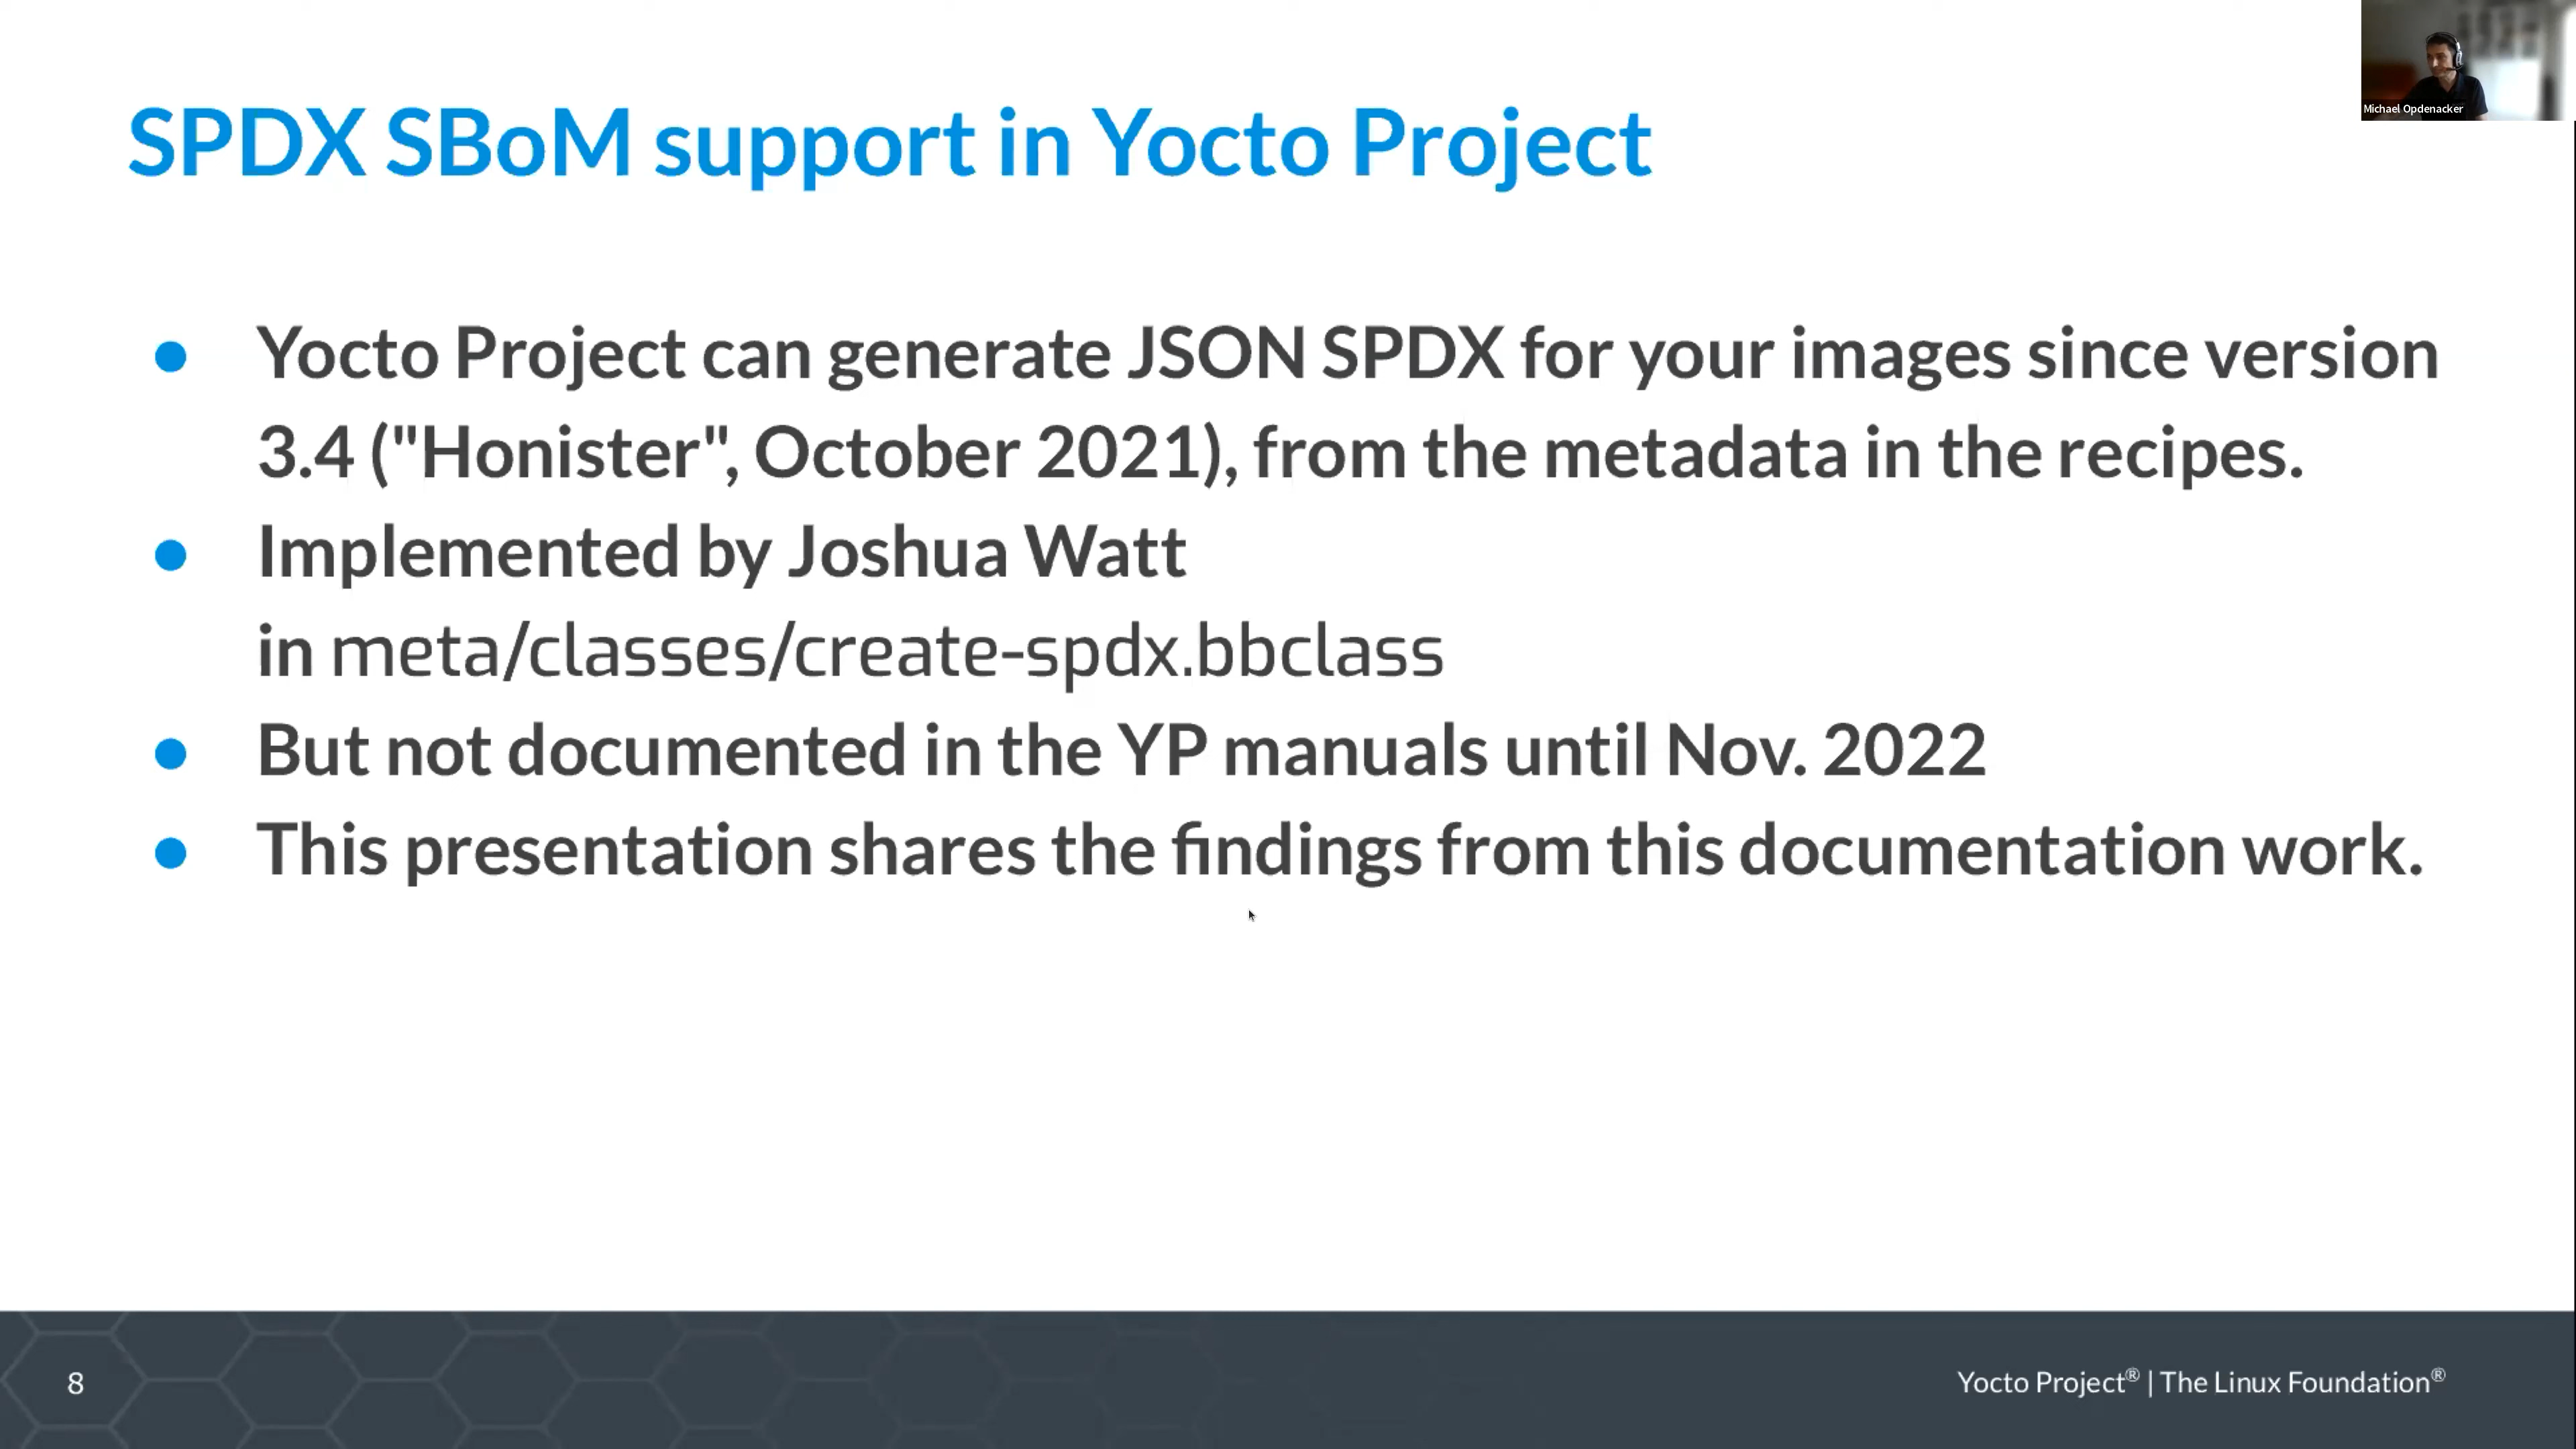 SPDX SBoM support in Yocto Project
Michael Opdenacker
● Yocto Project can generate JSON SPDX for your images since version
3.4 ("Honister", October 2021), from the metadata in the recipes.
● Implemented by Joshua Watt
in meta/classes/create-spdx.bbclass
● But not documented in the YP manuals until Nov. 2022
● This presentation shares the findings from this documentation work.
8
Yocto Project® | The Linux Foundation®